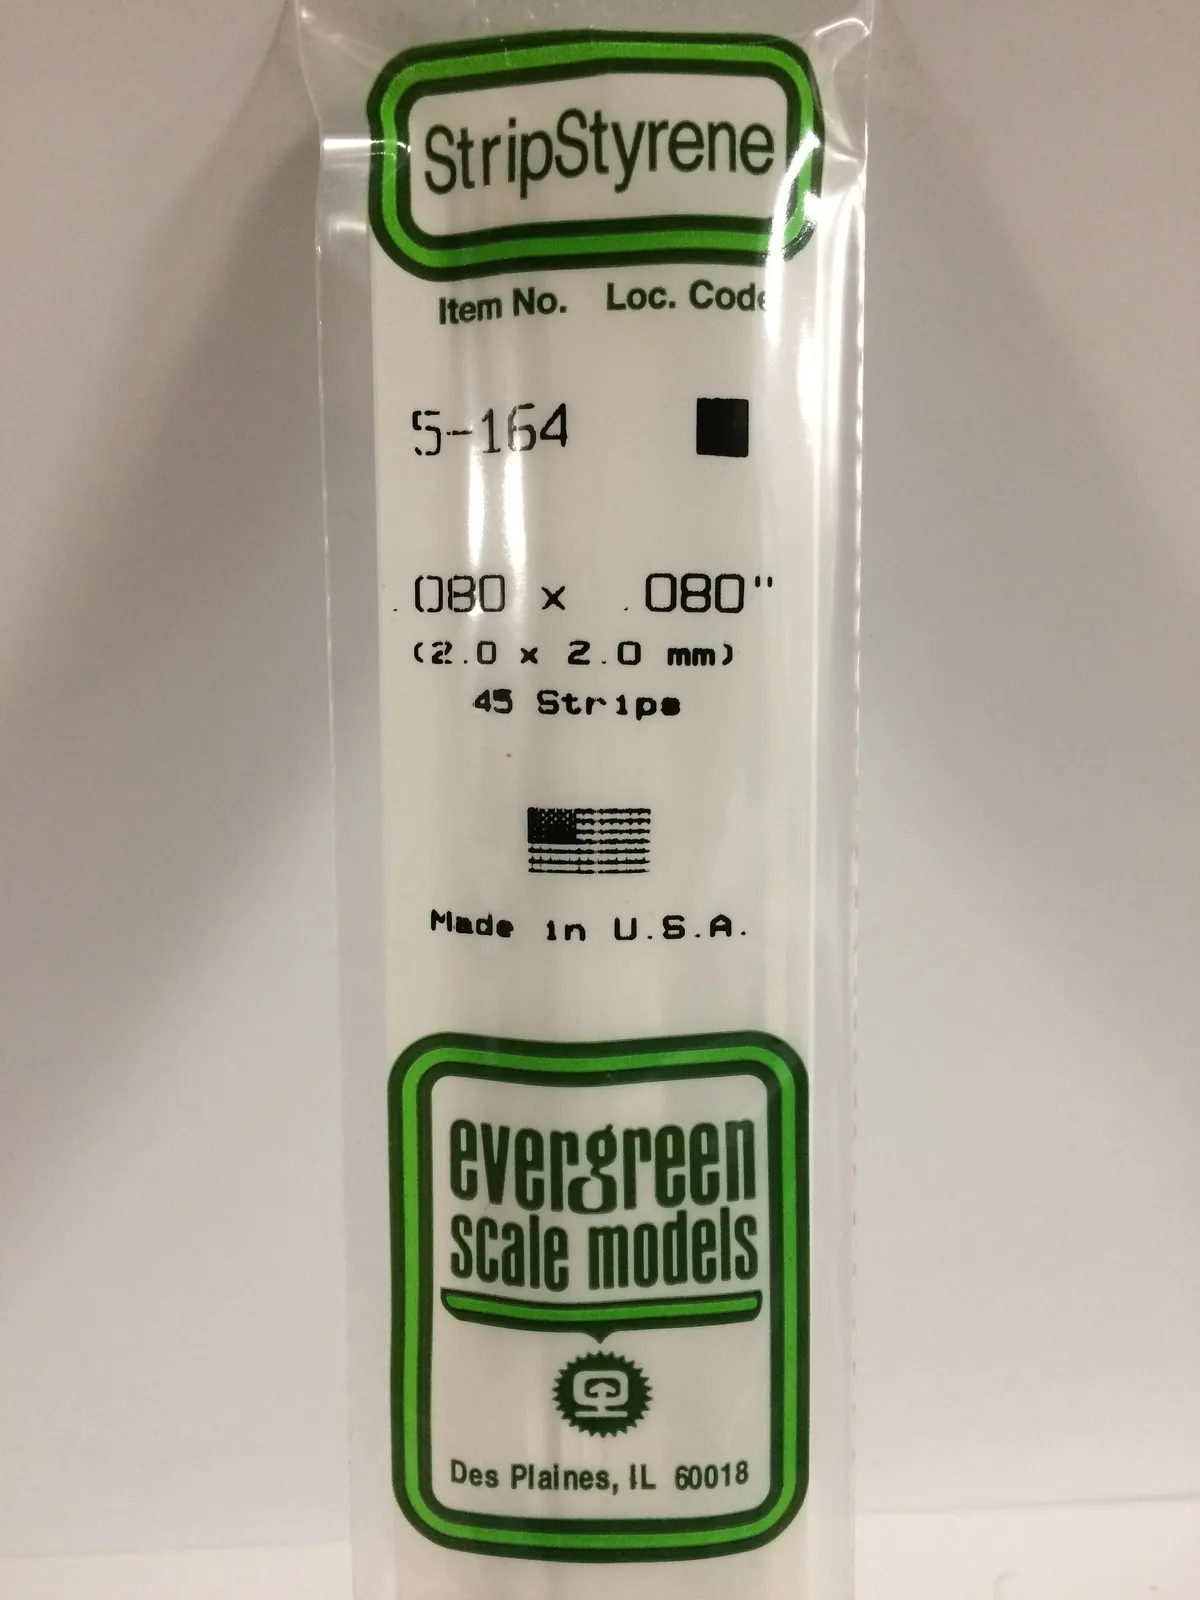 StripStyrene
Item No. Loc. Code
5-164
.080 x .080"
(2.0 x 2.0 mm)
45 Strips
Made in U.S.A.
evergreen
scale models
Des Plaines, IL 60018